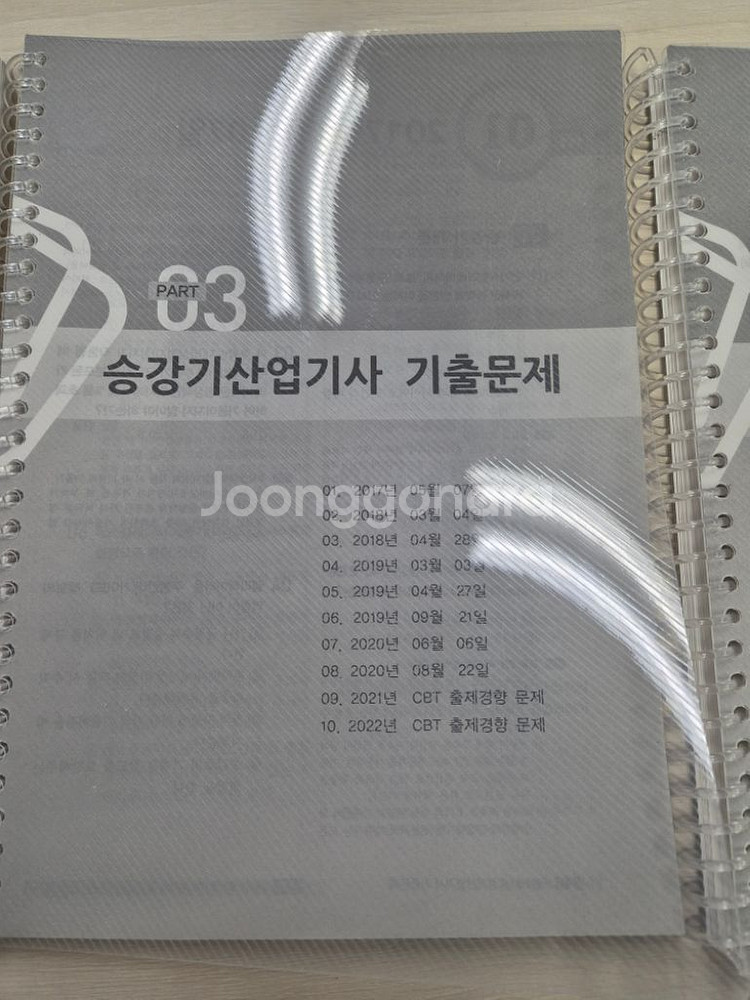 PART 03
승강기산업기사 기출문제
01. 2017년 05월 07일
Joonggonara
02. 2018년 03월 04일
03. 2018년 04월 28일
04. 2019년 03월 03일
05. 2019년 04월 27일
06. 2019년 09월 21일
07. 2020년 06월 06일
08. 2020년 08월 22일
09. 2021년 CBT 출제경향 문제
10. 2022년 CBT 출제경향 문제